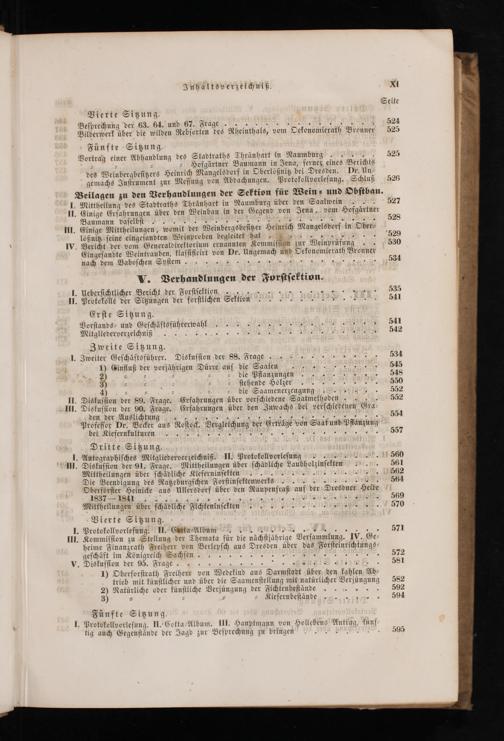 Inhaltsverzeichniß. XI
Seite
Vierte Sitzung.
Besprechung der 63. 64. und 67. Frage . . . 524
Bilderwerk über die wilden Rebsorten des Rheinthals, vom Oekonomierath Bronner 525
Fünfte Sitzung.
Vortrag einer Abhandlung des Stadtraths Thränhart in Naumburg . . . 525
" " " Hofgärtner Baumann in Jena, ferner eines Berichts
des Weinbergbesitzers Heinrich Mangelsdorf in Oberlößnitz bei Dresden. Dr. Un-
gemachs Instrument zur Messung von Abdachungen. Protokollvorlesung. Schluß 526
Beilagen zu den Verhandlungen der Sektion für Wein- und Obstbau.
I. Mittheilung des Stadtraths Thränhart in Naumburg über den Saalwein . . . 527
II. Einige Erfahrungen über den Weinbau in der Gegend von Jena, vom Hofgärtner
Baumann daselbst . . . 528
III. Einige Mittheilungen, womit der Weinbergsbesitzer Heinrich Mangelsdorf in Ober-
lößnitz seine eingesandten Weinproben begleitet hat . . . 529
IV. Bericht der vom Generaldirektorium ernannten Kommission zur Weinprüfung . . 530
Eingesandte Weintrauben, klassifizirt von Dr. Ungemach und Oekonomierath Bronner
nach dem Baboschen System . . . 534
V. Verhandlungen der Forstsektion.
I. Uebersichtlicher Bericht der Forstsektion . . . 535
II. Protokolle der Sitzungen der forstlichen Sektion . . . 541
Erste Sitzung.
Vorstands- und Geschäftsführerwahl . . . 541
Mitgliederverzeichniß . . . 542
Zweite Sitzung.
I. Zweiter Geschäftsführer. Diskussion der 88. Frage . . . 534
1) Einfluß der vorjährigen Dürre auf die Saaten . . . 545
2) " " " " " die Pflanzungen . . . 548
3) " " " " " stehende Hölzer . . . 550
4) " " " " " die Saamenerzeugung . . . 552
II. Diskussion der 89. Frage. Erfahrungen über verschiedene Saatmethoden . . . 552
III. Diskussion der 90. Frage. Erfahrungen über den Zuwachs bei verschiedenen Gra-
den der Auslichtung . . . 554
Professor Dr. Becker aus Rostock, Vergleichung der Erträge von Saat und Pflanzung
bei Kiefernkulturen . . . 557
Dritte Sitzung.
I. Autographisches Mitgliederverzeichniß. II. Protokollvorlesung . . . 560
III. Diskussion der 91. Frage. Mittheilungen über schädliche Laubholzinsekten . . . 561
Mittheilungen über schädliche Kieferninsekten . . . 562
Die Beendigung des Ratzeburgischen Forstinsektenwerks . . . 564
Oberförster Heinicke aus Ullersdorf über den Raupenfraß auf der Dresdner Heide
1837—1841 . . . 569
Mittheilungen über schädliche Fichteninsekten . . . 570
Vierte Sitzung.
I. Protokollvorlesung. II. Cotta-Album . . . 571
III. Kommission zu Stellung der Themata für die nächstjährige Versammlung. IV. Ge-
heime Finanzrath Freiherr von Berlepsch aus Dresden über das Forsteinrichtungs-
geschäft im Königreich Sachsen . . . 572
V. Diskussion der 95. Frage . . . 581
1) Oberforstrath Freiherr von Wedekind aus Darmstadt über den kahlen Ab-
trieb mit künstlicher und über die Saamenstellung mit natürlicher Verjüngung 582
2) Natürliche oder künstliche Verjüngung der Fichtenbestände . . . 592
3) " " " " " Kiefernbestände . . . 594
Fünfte Sitzung.
I. Protokollvorlesung. II. Cotta-Album. III. Hauptmann von Hollebens Antrag, künf-
tig auch Gegenstände der Jagd zur Besprechung zu bringen . . . 595